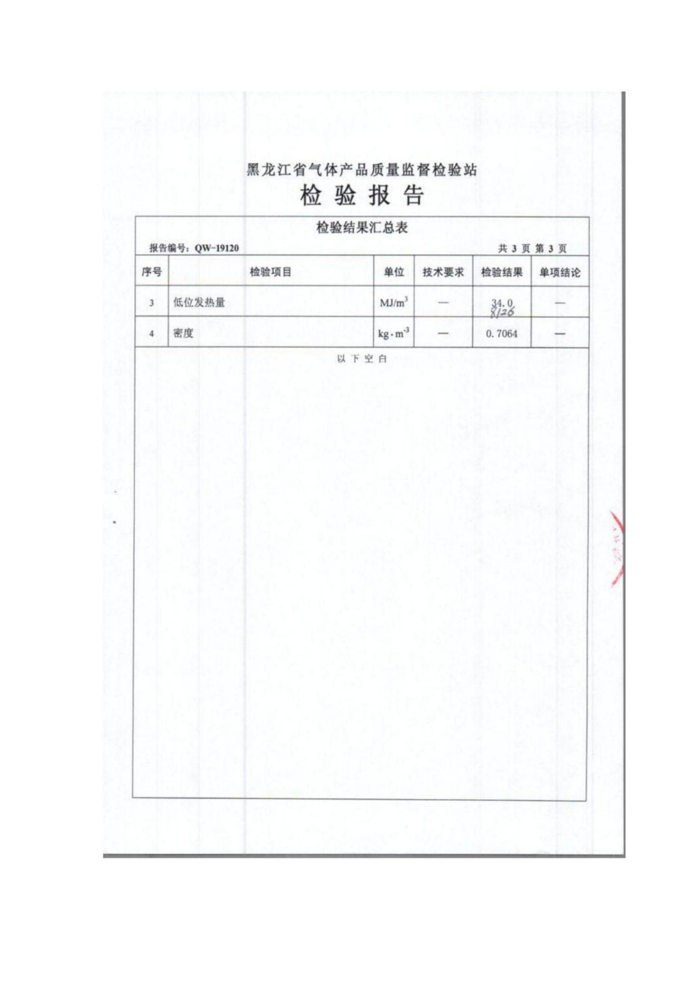 黑龙江省气体产品质量监督检验站
检验报告
检验结果汇总表
报告编号：QW-19120 共 3 页 第 3 页
序号 检验项目 单位 技术要求 检验结果 单项结论
3 低位发热量 MJ/m³ — 34.0 —
8126
4 密度 kg·m⁻³ — 0.7064 —
以下空白